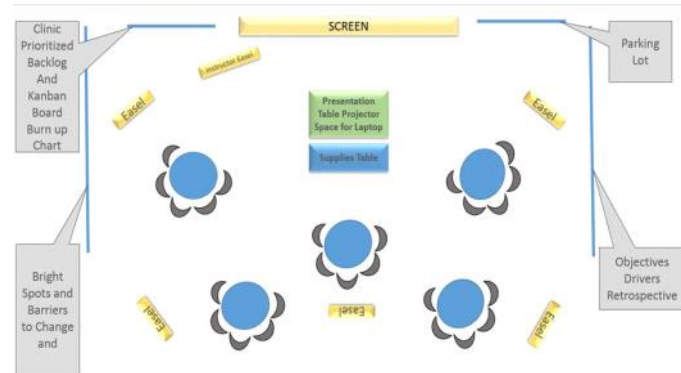 Clinic
Prioritized
Backlog
And
Kanban
Board
Burn up
Chart
SCREEN
Parking
Lot
Instructor Easel
Easel
Easel
Presentation
Table Projector
Space for Laptop
Supplies Table
Bright
Spots and
Barriers
to Change
and
Objectives
Drivers
Retrospective
Easel
Easel
Easel